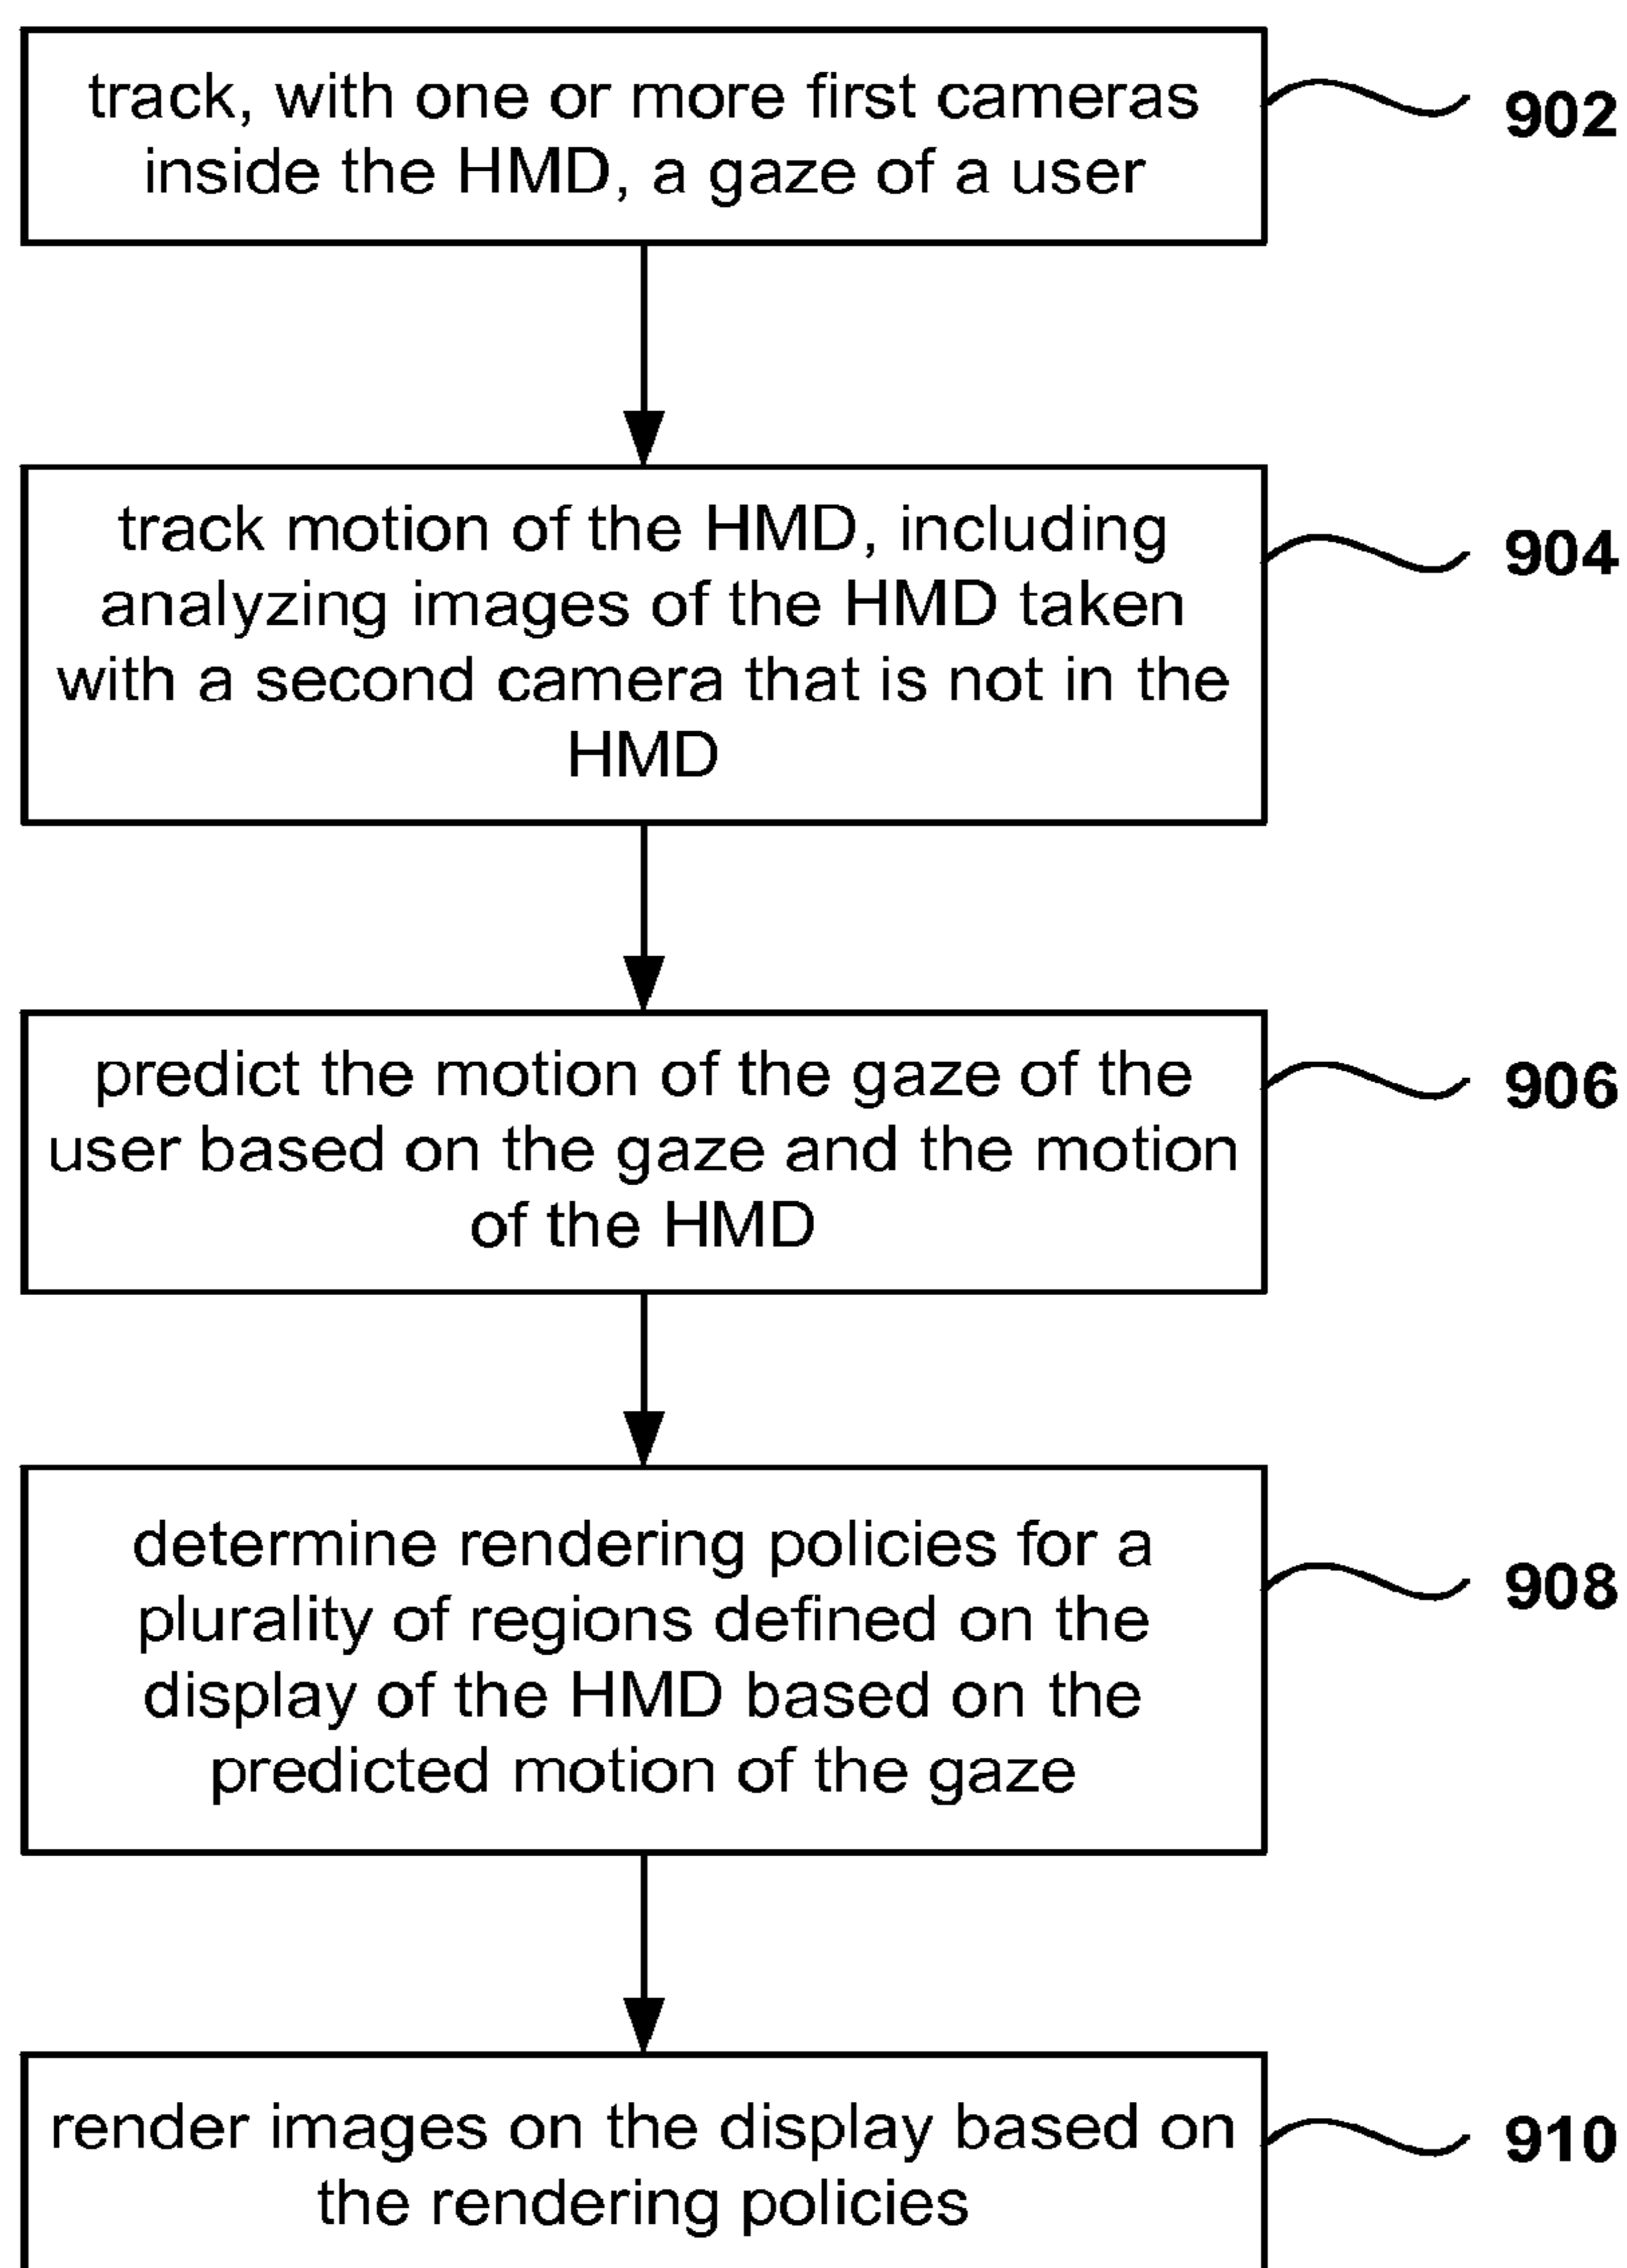 track, with one or more first cameras
inside the HMD, a gaze of a user
902
track motion of the HMD, including
analyzing images of the HMD taken
with a second camera that is not in the
HMD
904
predict the motion of the gaze of the
user based on the gaze and the motion
of the HMD
906
determine rendering policies for a
plurality of regions defined on the
display of the HMD based on the
predicted motion of the gaze
908
render images on the display based on
the rendering policies
910